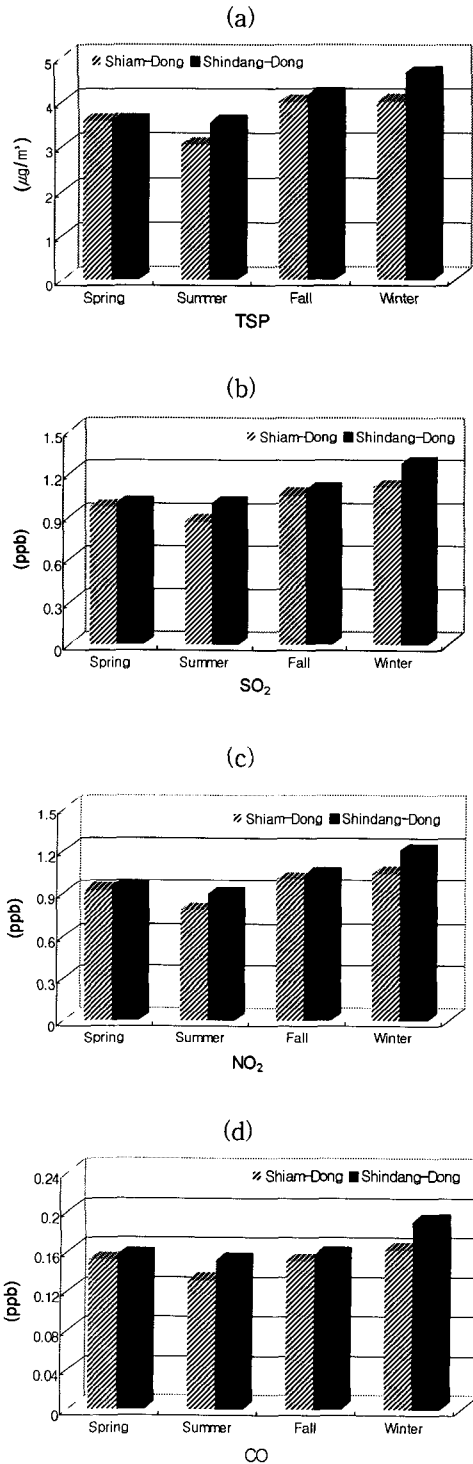 (a)
Shiam-Dong Shindang-Dong
5
4
3
2
1
0
(μg/m³)
Spring Summer Fall Winter
TSP
(b)
Shiam-Dong Shindang-Dong
1.5
1.2
0.9
0.6
0.3
0
(ppb)
Spring Summer Fall Winter
SO₂
(c)
Shiam-Dong Shindang-Dong
1.5
1.2
0.9
0.6
0.3
0
(ppb)
Spring Summer Fall Winter
NO₂
(d)
Shiam-Dong Shindang-Dong
0.24
0.2
0.16
0.12
0.08
0.04
0
(ppb)
Spring Summer Fall Winter
CO